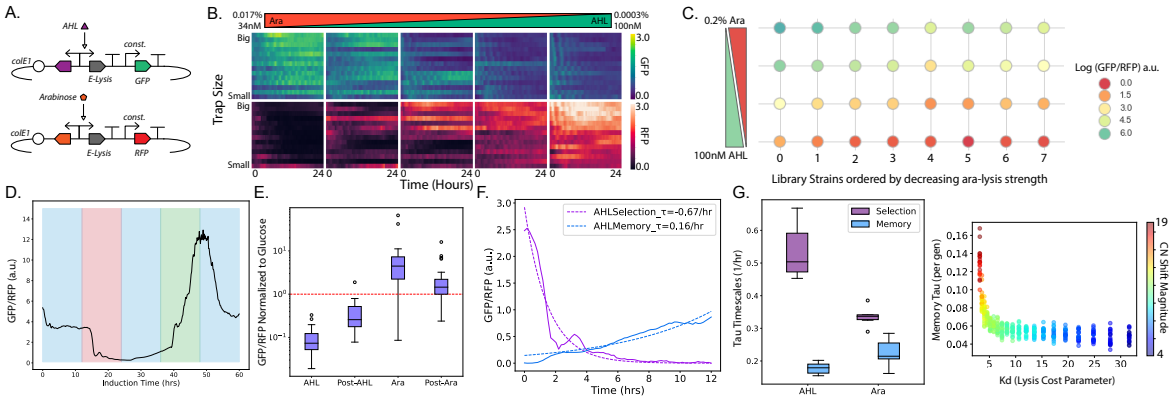 A.
AHL
const.
colE1
E-Lysis
GFP
Arabinose
const.
colE1
E-Lysis
RFP
B.
0.017%
34nM
Ara
AHL
0.0003%
100nM
Trap Size
Big
Small
Big
Small
3.0
GFP
0.0
3.0
RFP
0.0
0 24 0 24 0 24 0 24 0 24
Time (Hours)
C.
0.2% Ara
100nM AHL
0 1 2 3 4 5 6 7
Library Strains ordered by decreasing ara-lysis strength
Log (GFP/RFP) a.u.
0.0
1.5
3.0
4.5
6.0
D.
GFP/RFP (a.u.)
14
12
10
8
6
4
2
0
0 10 20 30 40 50 60
Induction Time (hrs)
E.
GFP/RFP Normalized to Glucose
10¹
10⁰
10⁻¹
AHL Post-AHL Ara Post-Ara
F.
GFP/RFP (a.u.)
3.0
2.5
2.0
1.5
1.0
0.5
0.0
AHLSelection_τ=-0.67/hr
AHLMemory_τ=0.16/hr
0 2 4 6 8 10 12
Time (hrs)
G.
Tau Timescales (1/hr)
0.6
0.5
0.4
0.3
0.2
Selection
Memory
AHL Ara
Memory Tau (per gen)
0.16
0.14
0.12
0.10
0.08
0.06
0.04
5 10 15 20 25 30
Kd (Lysis Cost Parameter)
19
CN Shift Magnitude
4